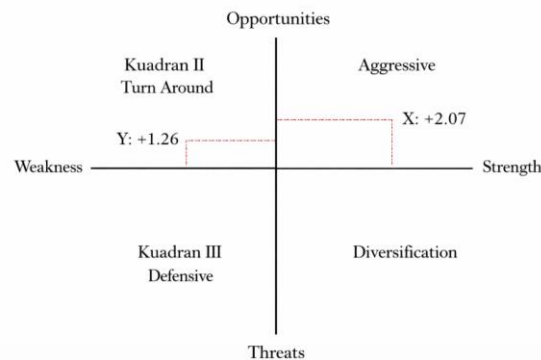 Opportunities
Kuadran II
Turn Around
Aggressive
X: +2.07
Y: +1.26
Weakness
Strength
Kuadran III
Defensive
Diversification
Threats